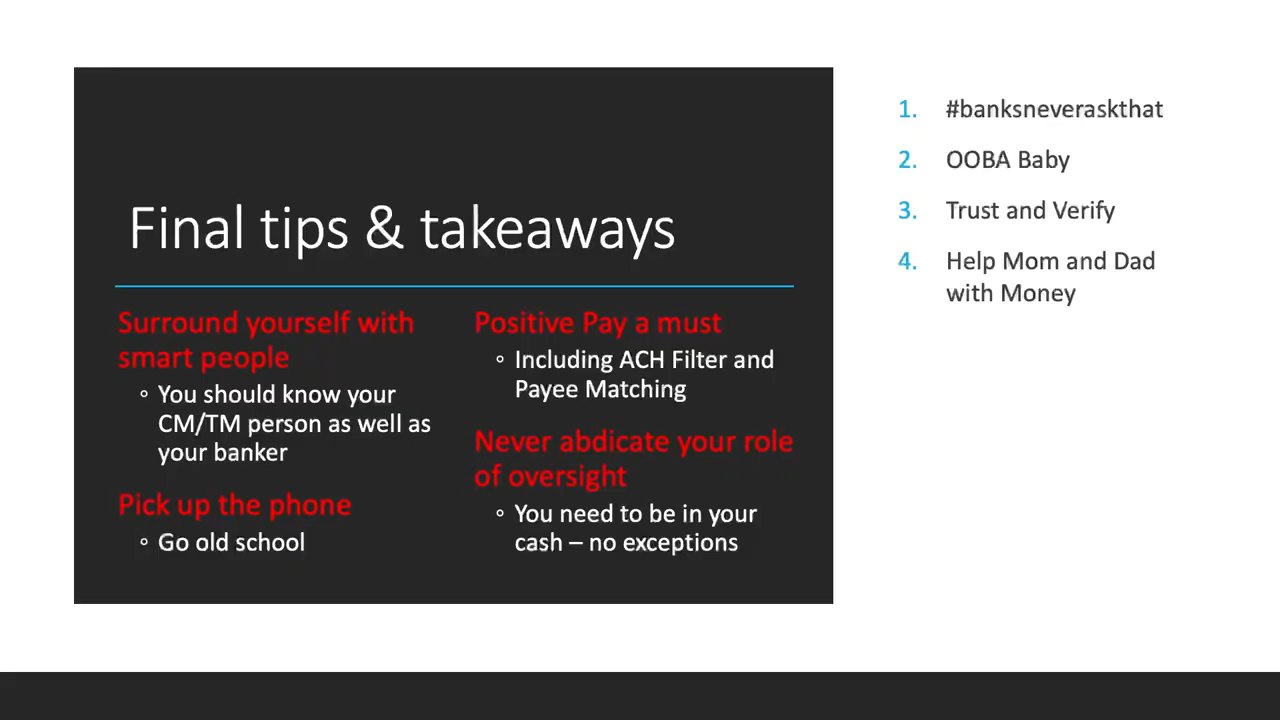 Final tips & takeaways
Surround yourself with
smart people
◦ You should know your
CM/TM person as well as
your banker
Pick up the phone
◦ Go old school
Positive Pay a must
◦ Including ACH Filter and
Payee Matching
Never abdicate your role
of oversight
◦ You need to be in your
cash – no exceptions
1. #banksneveraskthat
2. OOBA Baby
3. Trust and Verify
4. Help Mom and Dad
with Money